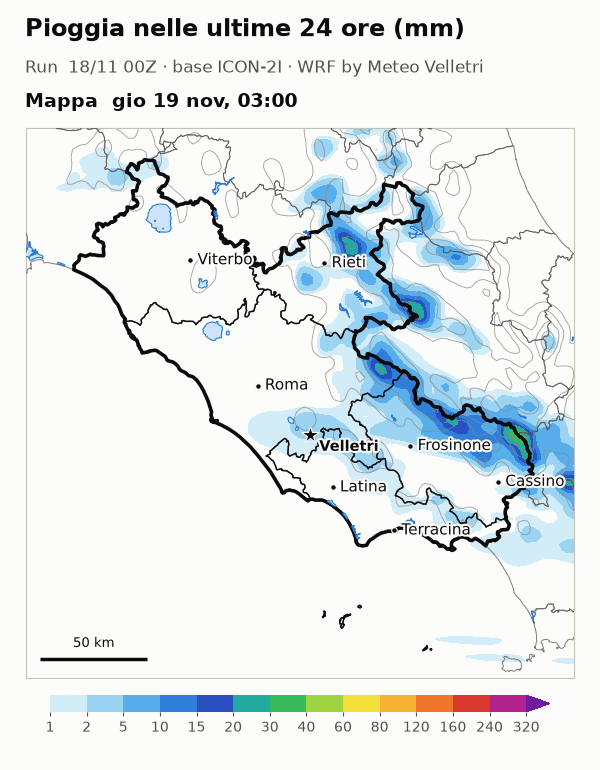 Pioggia nelle ultime 24 ore (mm)
Run 18/11 00Z · base ICON-2I · WRF by Meteo Velletri
Mappa gio 19 nov, 03:00
Viterbo
Rieti
Roma
Velletri
Frosinone
Latina
Cassino
Terracina
50 km
1 2 5 10 15 20 30 40 60 80 120 160 240 320